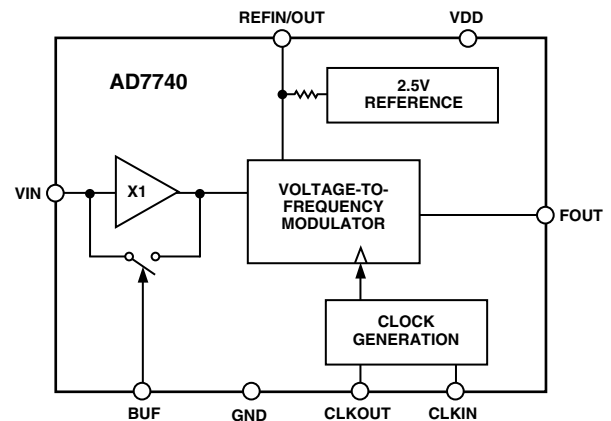 REFIN/OUT
VDD
AD7740
2.5V
REFERENCE
VIN
X1
VOLTAGE-TO-
FREQUENCY
MODULATOR
FOUT
CLOCK
GENERATION
BUF
GND
CLKOUT
CLKIN